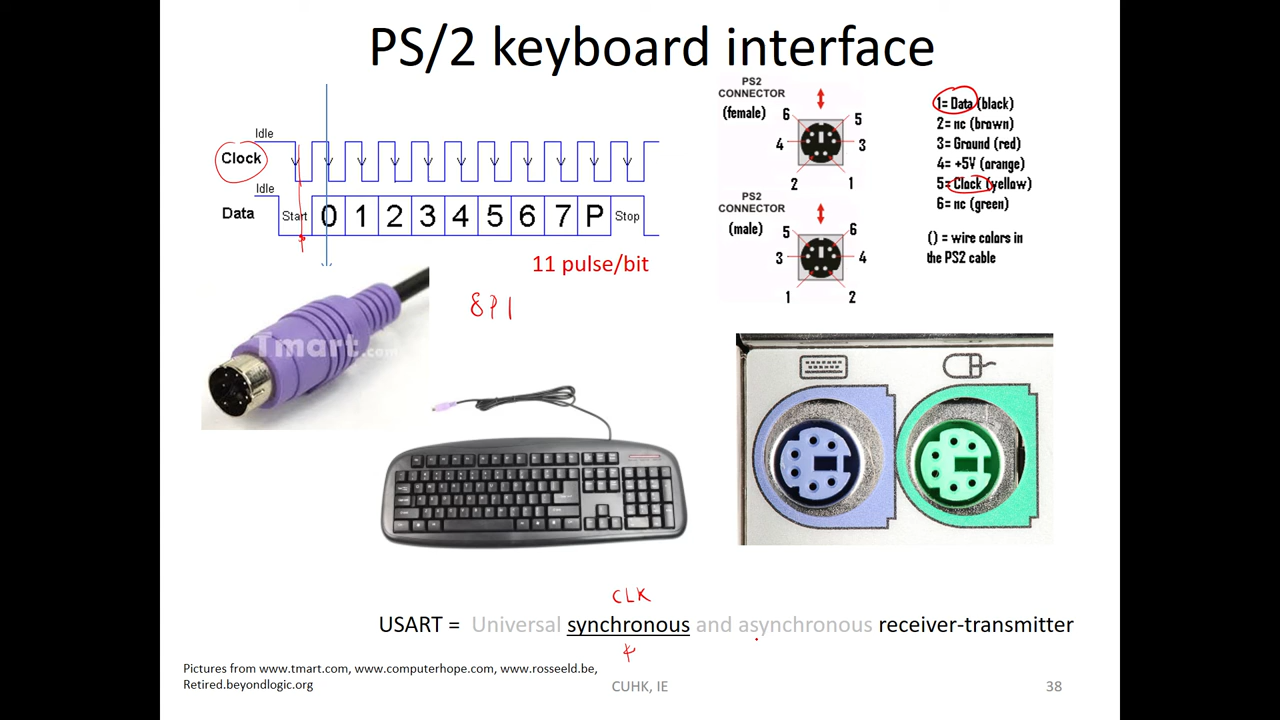 PS/2 keyboard interface
Idle
Clock
Idle
Data
Start 0 1 2 3 4 5 6 7 P Stop
11 pulse/bit
8P1
PS2
CONNECTOR
(female)
6 5
4 3
2 1
PS2
CONNECTOR
(male)
5 6
3 4
1 2
1= Data (black)
2= nc (brown)
3= Ground (red)
4= +5V (orange)
5= Clock (yellow)
6= nc (green)
() = wire colors in
the PS2 cable
Tmart.com
CLK
USART = Universal synchronous and asynchronous receiver-transmitter
Pictures from www.tmart.com, www.computerhope.com, www.rosseeld.be,
Retired.beyondlogic.org
CUHK, IE
38